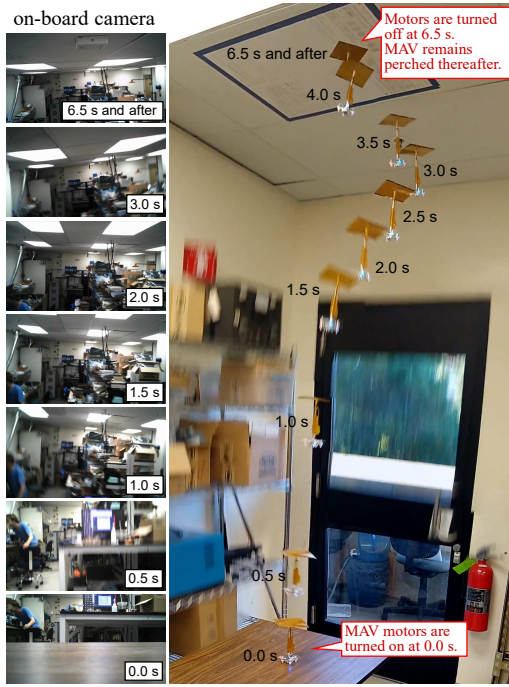 on-board camera
6.5 s and after
3.0 s
2.0 s
1.5 s
1.0 s
0.5 s
0.0 s
Motors are turned
off at 6.5 s.
MAV remains
perched thereafter.
6.5 s and after
4.0 s
3.5 s
3.0 s
2.5 s
2.0 s
1.5 s
1.0 s
0.5 s
0.0 s
MAV motors are
turned on at 0.0 s.